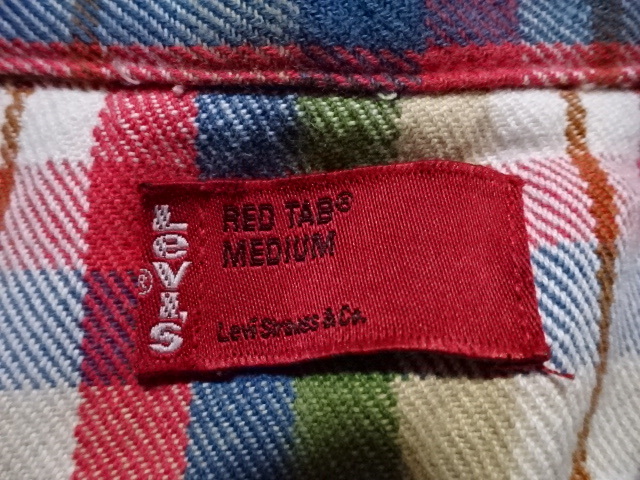 LEVI'S®
RED TAB®
MEDIUM
Levi Strauss & Co.